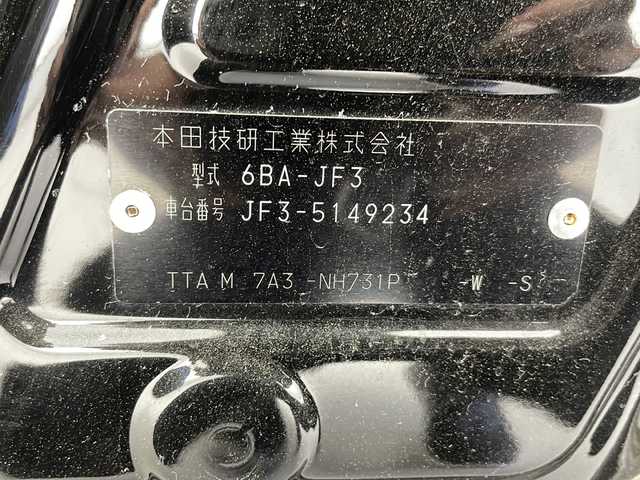 本田技研工業株式会社
型式 6BA-JF3
車台番号 JF3-5149234
TTA M 7A3 -NH731P -W -S